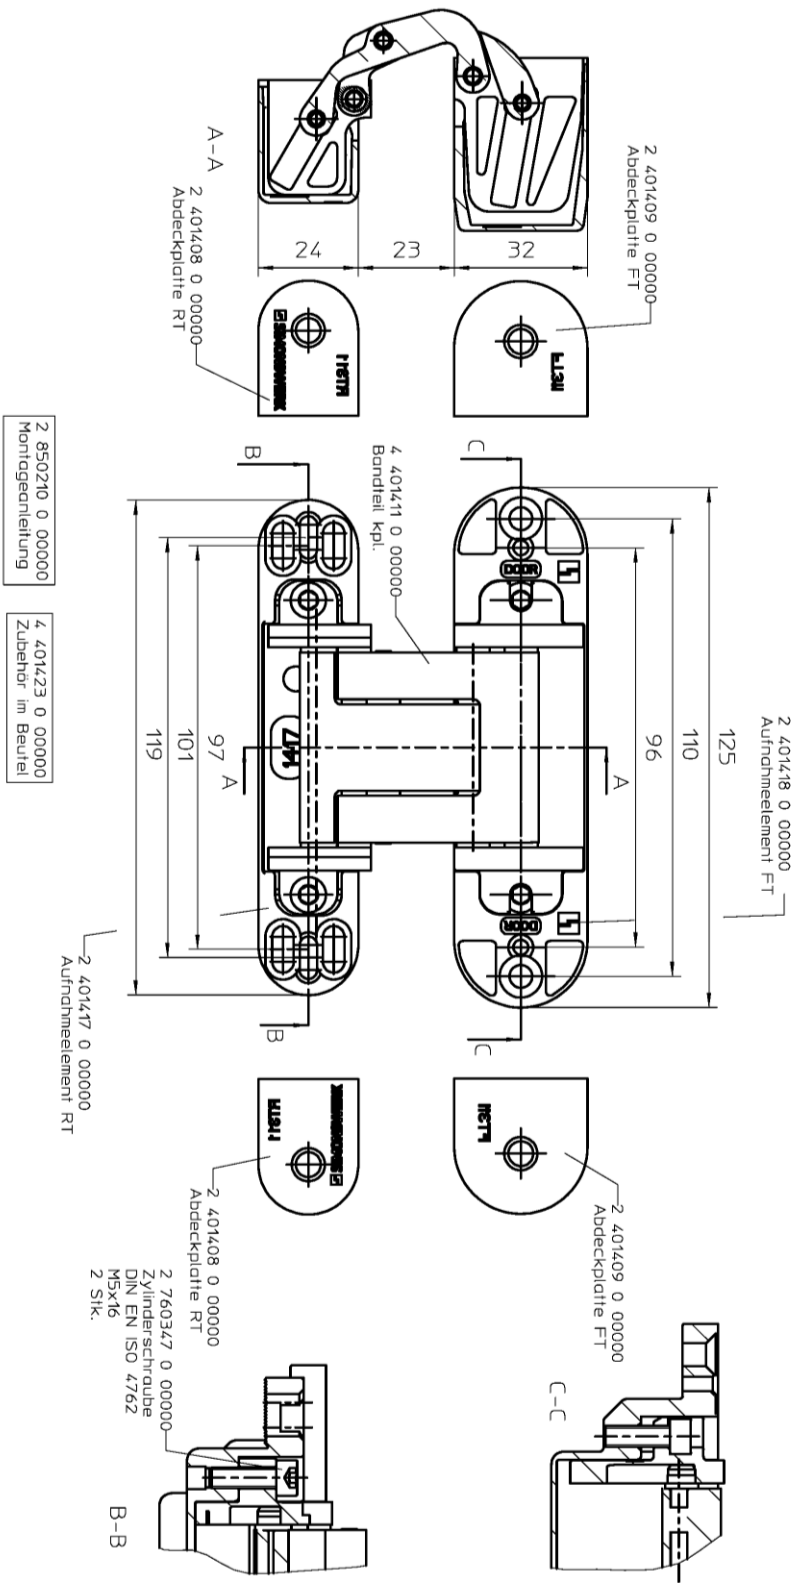 2 401409 0 00000
Abdeckplatte FT
A-A
2 401408 0 00000
Abdeckplatte RT
24
23
32
2 850210 0 00000
Montageanleitung
4 401423 0 00000
Zubehör im Beutel
4 401411 0 00000
Bandteil kpl.
B
C
DOOR
125
110
96
2 401418 0 00000
Aufnahmeelement FT
A
A
97
101
119
DOOR
B
C
2 401417 0 00000
Aufnahmeelement RT
2 401408 0 00000
Abdeckplatte RT
2 401409 0 00000
Abdeckplatte FT
2 760347 0 00000
Zylinderschraube
DIN EN ISO 4762
M5x16
2 Stk.
C-C
B-B